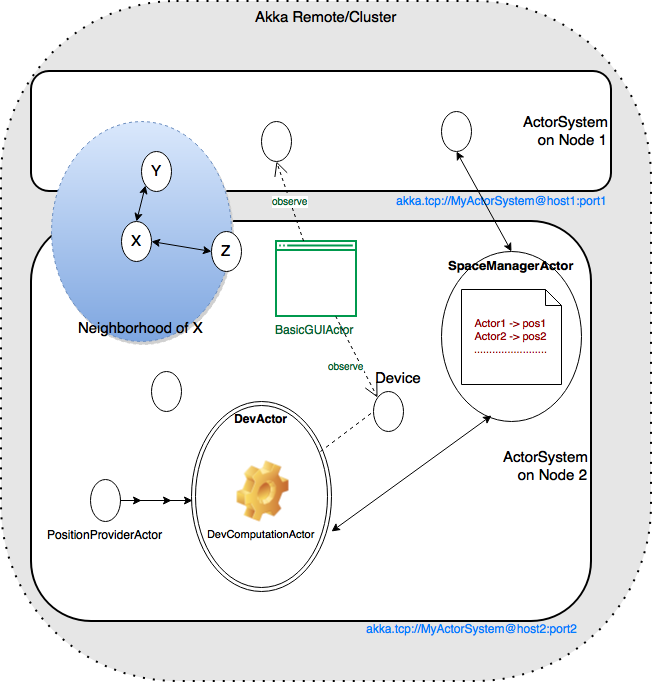 Akka Remote/Cluster
ActorSystem
on Node 1
Y
observe
akka.tcp://MyActorSystem@host1:port1
X
Z
SpaceManagerActor
Neighborhood of X
BasicGUIActor
Actor1 -> pos1
Actor2 -> pos2
........................
observe
Device
DevActor
ActorSystem
on Node 2
PositionProviderActor
DevComputationActor
akka.tcp://MyActorSystem@host2:port2